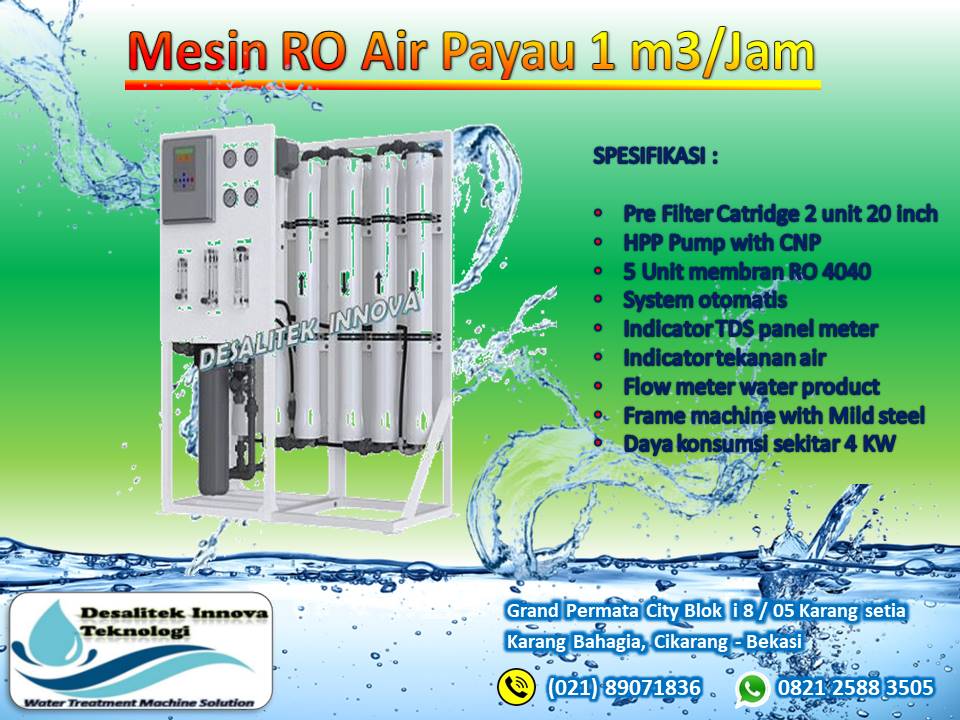 Mesin RO Air Payau 1 m3/Jam
SPESIFIKASI :
• Pre Filter Catridge 2 unit 20 inch
• HPP Pump with CNP
• 5 Unit membran RO 4040
• System otomatis
• Indicator TDS panel meter
• Indicator tekanan air
• Flow meter water product
• Frame machine with Mild steel
• Daya konsumsi sekitar 4 KW
DESALITEK INNOVA
Desalitek Innova
Teknologi
Water Treatment Machine Solution
Grand Permata City Blok i 8 / 05 Karang setia
Karang Bahagia, Cikarang - Bekasi
(021) 89071836
0821 2588 3505